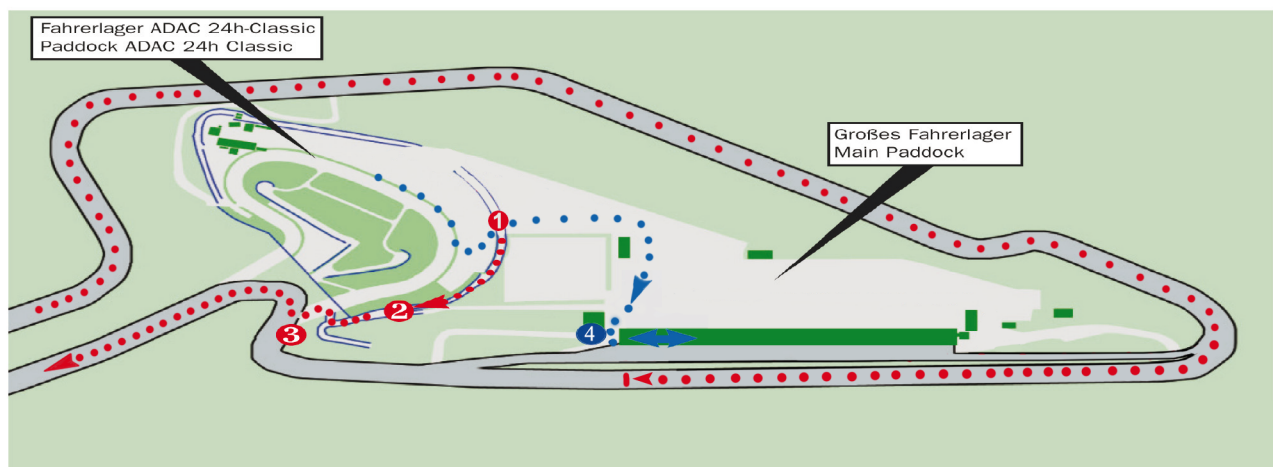 Fahrerlager ADAC 24h-Classic
Paddock ADAC 24h Classic
Großes Fahrerlager
Main Paddock
1
2
3
4